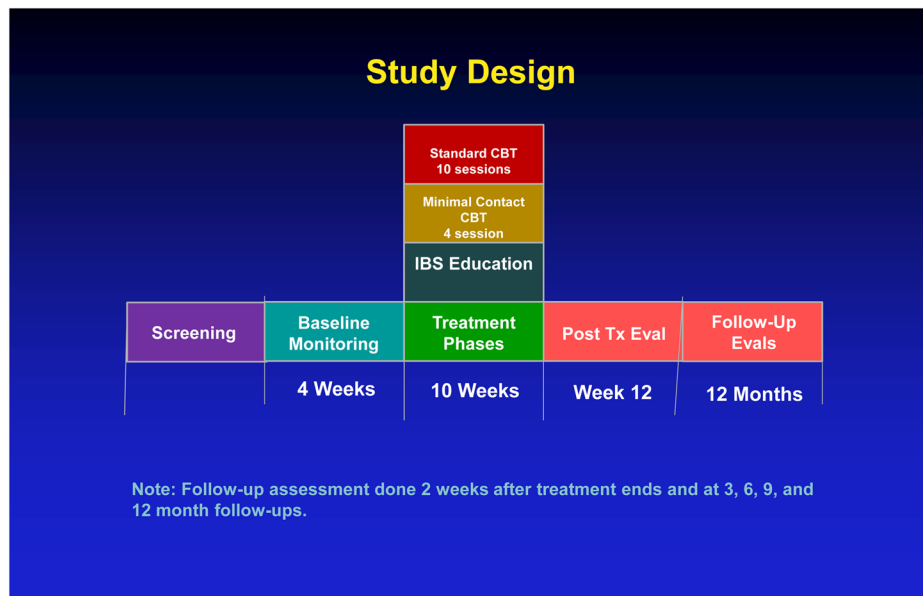 Study Design
Standard CBT
10 sessions
Minimal Contact
CBT
4 session
IBS Education
Screening
Baseline
Monitoring
Treatment
Phases
Post Tx Eval
Follow-Up
Evals
4 Weeks
10 Weeks
Week 12
12 Months
Note: Follow-up assessment done 2 weeks after treatment ends and at 3, 6, 9, and
12 month follow-ups.